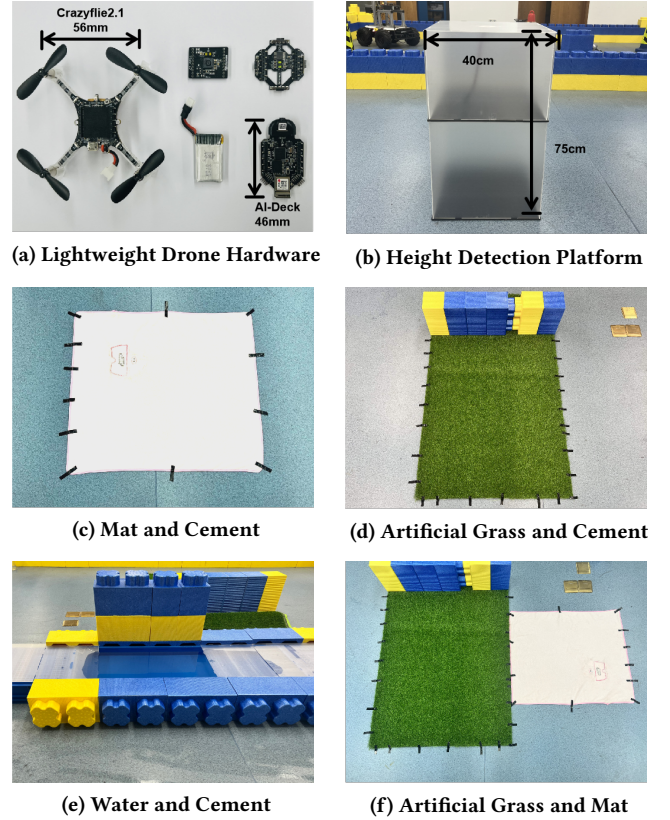 Crazyflie2.1
56mm
AI-Deck
46mm
(a) Lightweight Drone Hardware
40cm
75cm
(b) Height Detection Platform
(c) Mat and Cement
(d) Artificial Grass and Cement
(e) Water and Cement
(f) Artificial Grass and Mat